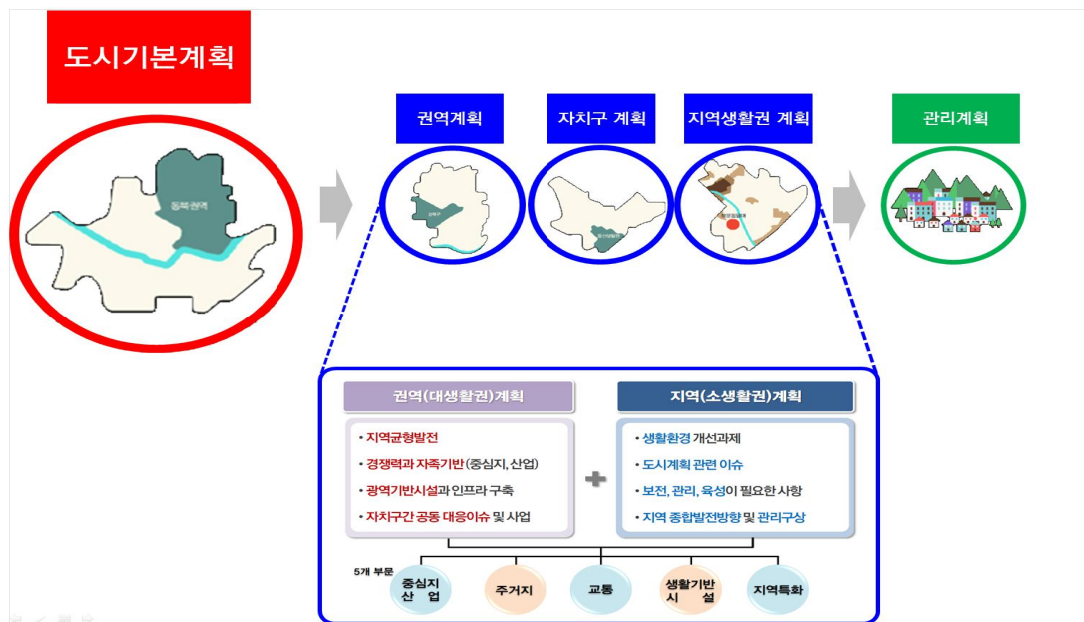 도시기본계획
권역계획
자치구 계획
지역생활권 계획
관리계획
동북권역
권역(대생활권)계획
지역(소생활권)계획
• 지역균형발전
• 경쟁력과 자족기반 (중심지, 산업)
• 광역기반시설과 인프라 구축
• 자치구간 공동 대응이슈 및 사업
• 생활환경 개선과제
• 도시계획 관련 이슈
• 보전, 관리, 육성이 필요한 사항
• 지역 종합발전방향 및 관리구상
5개 부문
중심지
산 업
주거지
교통
생활기반
시 설
지역특화